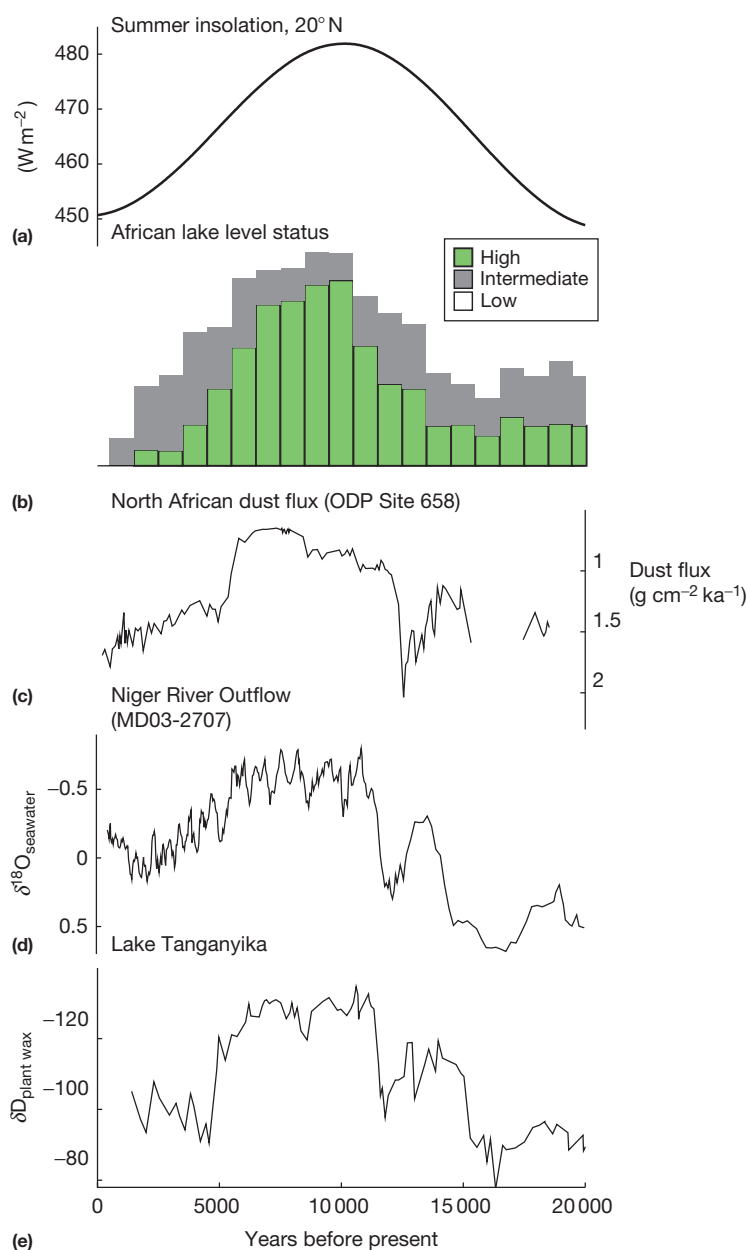 Summer insolation, 20° N
480
470
460
450
(W m⁻²)
(a)
African lake level status
High
Intermediate
Low
(b)
North African dust flux (ODP Site 658)
1
1.5
2
Dust flux
(g cm⁻² ka⁻¹)
(c)
Niger River Outflow
(MD03-2707)
−0.5
0
0.5
δ¹⁸O seawater
(d)
Lake Tanganyika
−120
−100
−80
δD plant wax
0
5000
10 000
15 000
20 000
(e)
Years before present